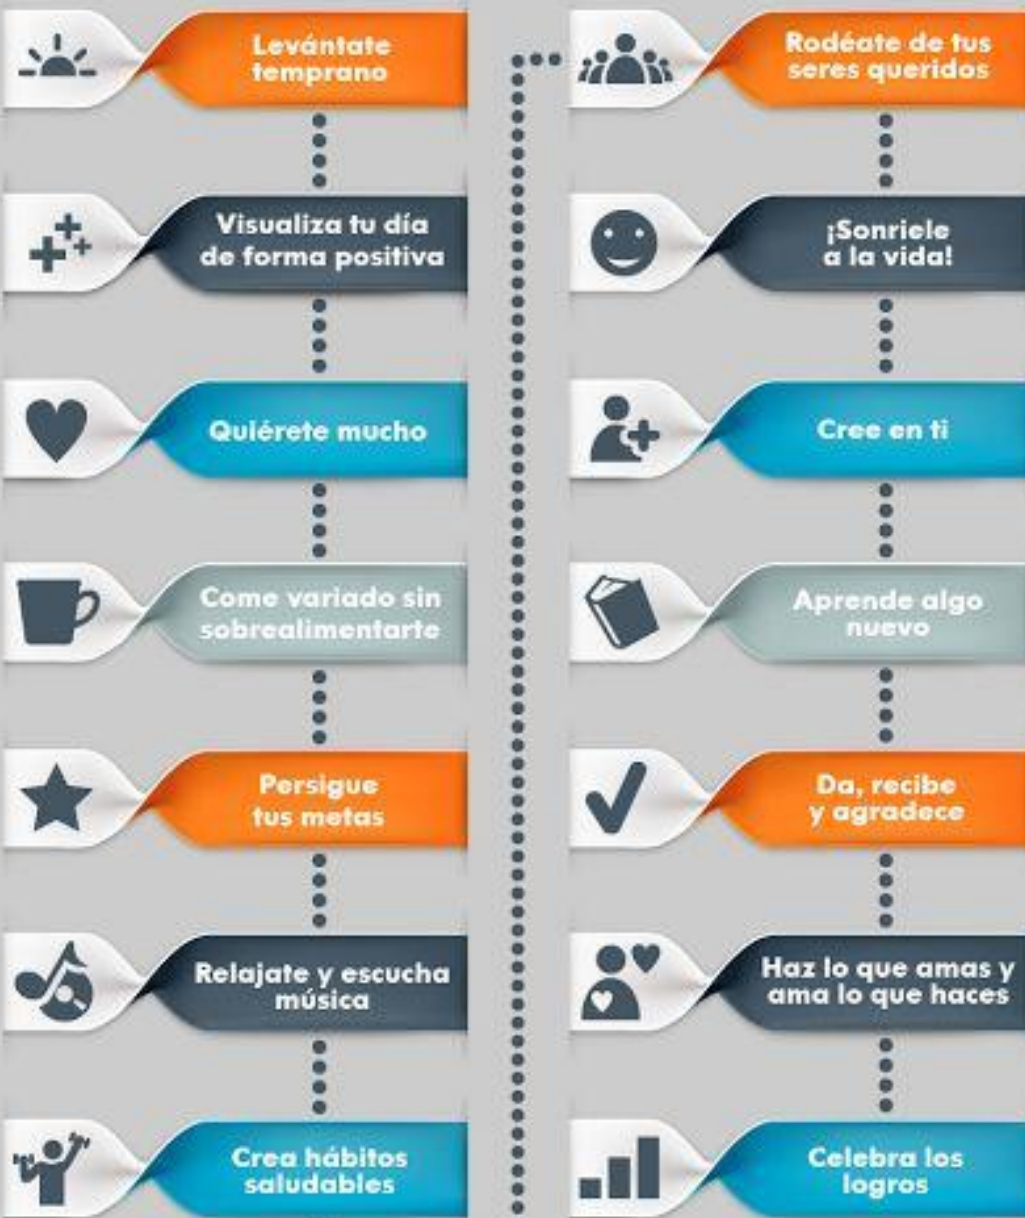 Levántate
temprano
Visualiza tu día
de forma positiva
Quiérete mucho
Come variado sin
sobrealimentarte
Persigue
tus metas
Relajate y escucha
música
Crea hábitos
saludables
Rodéate de tus
seres queridos
¡Sonriele
a la vida!
Cree en ti
Aprende algo
nuevo
Da, recibe
y agradece
Haz lo que amas y
ama lo que haces
Celebra los
logros